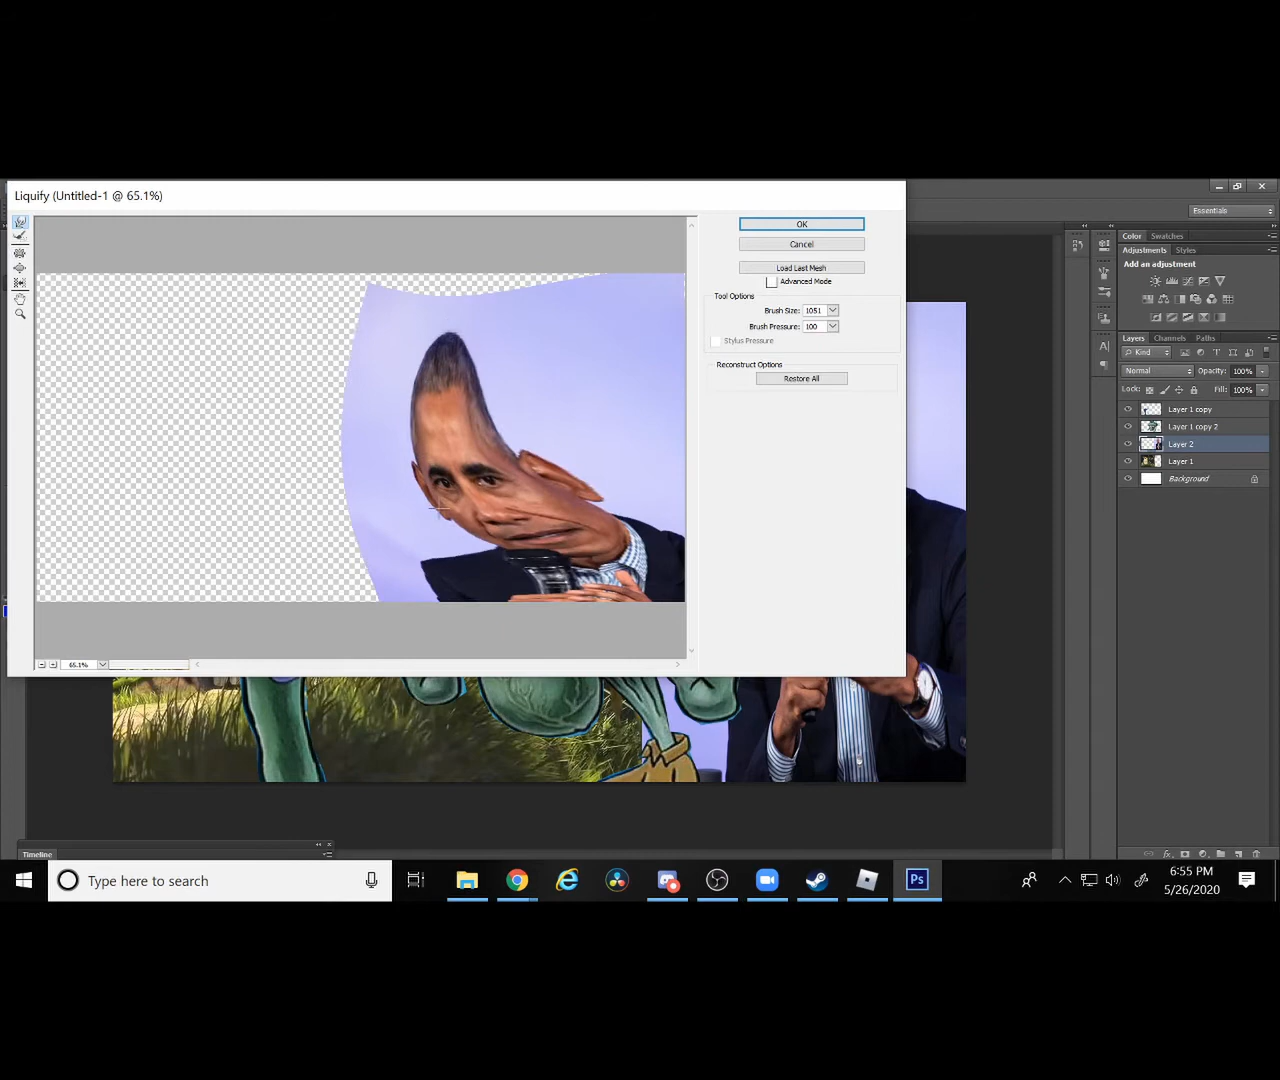 Liquify (Untitled-1 @ 65.1%)
Essentials
OK
Cancel
Load Last Mesh
Advanced Mode
Tool Options
Brush Size: 1051
Brush Pressure: 100
Stylus Pressure
Reconstruct Options
Restore All
Color Swatches
Adjustments Styles
Add an adjustment
Layers Channels Paths
Kind
Normal Opacity: 100%
Lock: Fill: 100%
Layer 1 copy
Layer 1 copy 2
Layer 2
Layer 1
Background
65.1%
Timeline
Type here to search
Ps
6:55 PM
5/26/2020